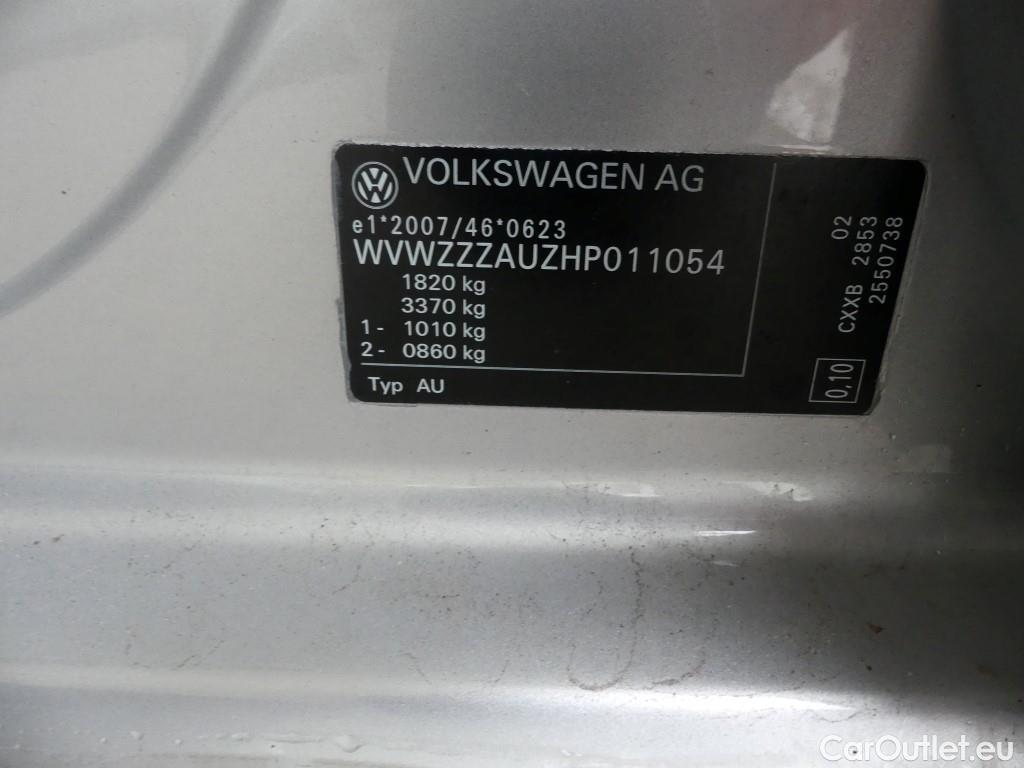 VOLKSWAGEN AG
e1*2007/46*0623
WVWZZZAUZHP011054
1820 kg
3370 kg
1- 1010 kg
2- 0860 kg
Typ AU
02
CXXB 2853
2550738
0,10
CarOutlet.eu